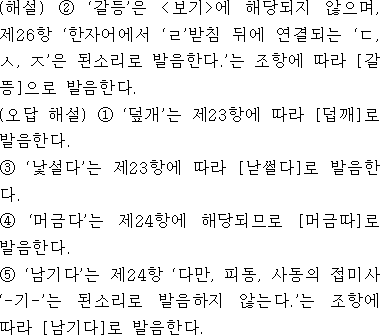 (해설) ② ‘갈등’은 <보기>에 해당되지 않으며,
제26항 ‘한자어에서 ‘ㄹ’받침 뒤에 연결되는 ‘ㄷ,
ㅅ, ㅈ’은 된소리로 발음한다.’는 조항에 따라 [갈
뜽]으로 발음한다.
(오답 해설) ① ‘덮개’는 제23항에 따라 [덥깨]로
발음한다.
③ ‘낯설다’는 제23항에 따라 [낟썰다]로 발음한
다.
④ ‘머금다’는 제24항에 해당되므로 [머금따]로
발음한다.
⑤ ‘남기다’는 제24항 ‘다만, 피동, 사동의 접미사
‘-기-’는 된소리로 발음하지 않는다.’는 조항에
따라 [남기다]로 발음한다.